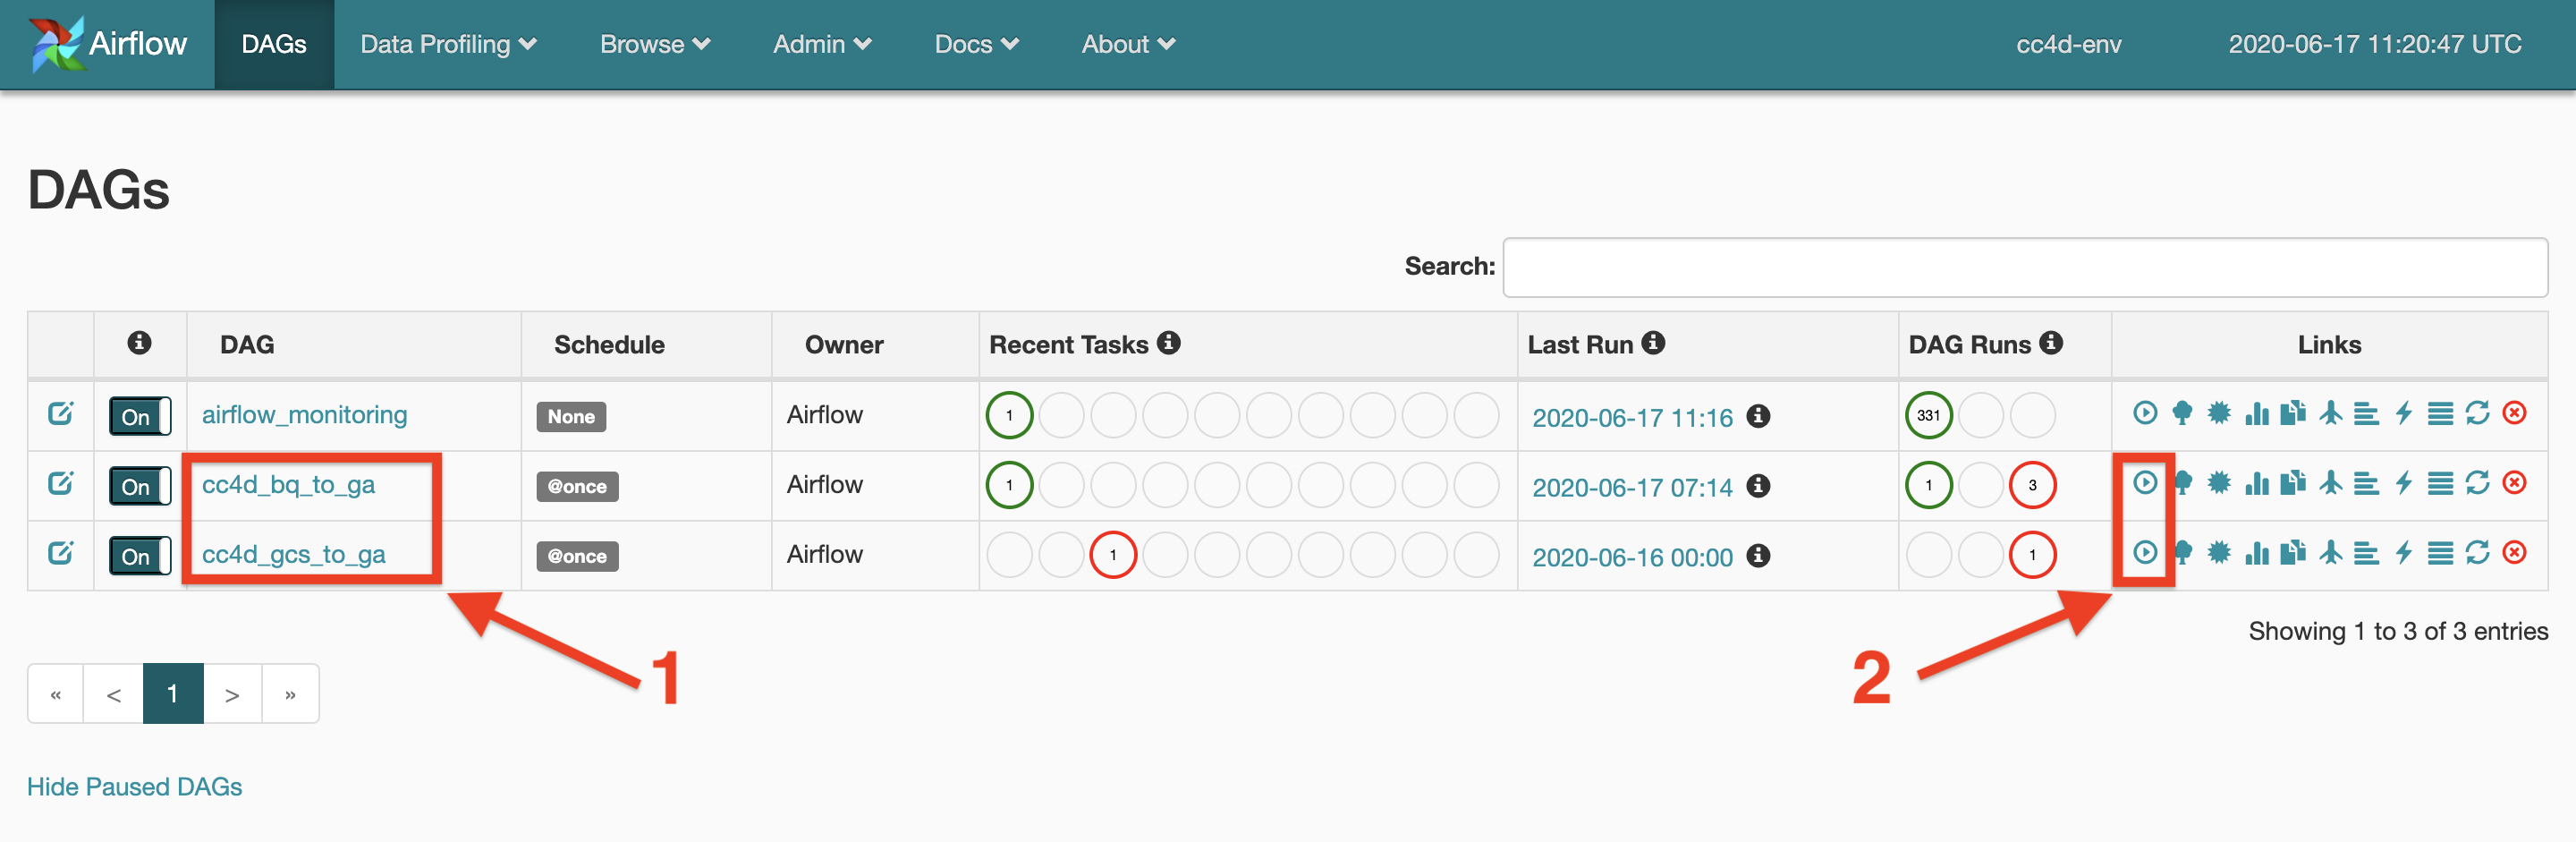 Airflow DAGs Data Profiling Browse Admin Docs About cc4d-env 2020-06-17 11:20:47 UTC
DAGs
Search:
DAG Schedule Owner Recent Tasks Last Run DAG Runs Links
On airflow_monitoring None Airflow 1 2020-06-17 11:16 331
On cc4d_bq_to_ga @once Airflow 1 2020-06-17 07:14 1 3
On cc4d_gcs_to_ga @once Airflow 1 2020-06-16 00:00 1
Showing 1 to 3 of 3 entries
1 2
« < 1 > »
Hide Paused DAGs